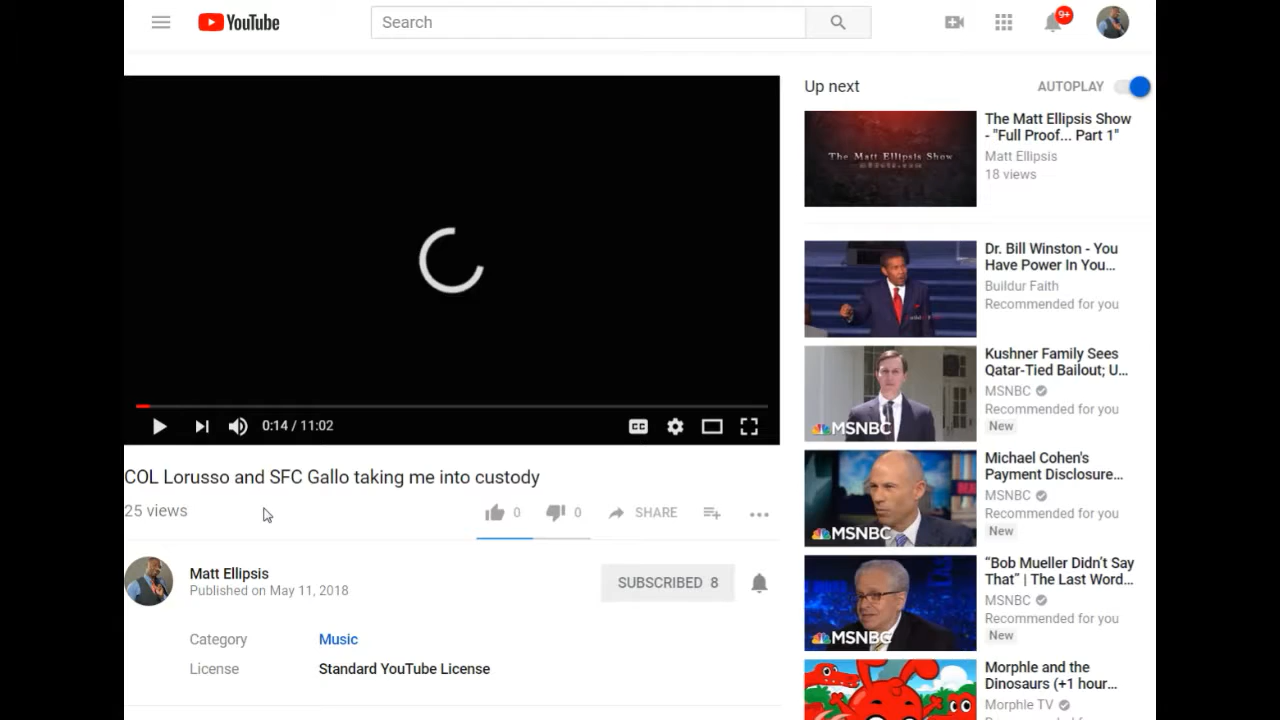 YouTube
Search
9+
Up next
AUTOPLAY
The Matt Ellipsis Show
The Matt Ellipsis Show
- "Full Proof... Part 1"
Matt Ellipsis
18 views
Dr. Bill Winston - You
Have Power In You...
Buildur Faith
Recommended for you
MSNBC
Kushner Family Sees
Qatar-Tied Bailout; U...
MSNBC
Recommended for you
New
MSNBC
Michael Cohen's
Payment Disclosure...
MSNBC
Recommended for you
New
MSNBC
“Bob Mueller Didn’t Say
That” | The Last Word...
MSNBC
Recommended for you
New
Morphle and the
Dinosaurs (+1 hour...
Morphle TV
0:14 / 11:02
CC
COL Lorusso and SFC Gallo taking me into custody
25 views
0
0
SHARE
Matt Ellipsis
Published on May 11, 2018
SUBSCRIBED 8
Category
Music
License
Standard YouTube License